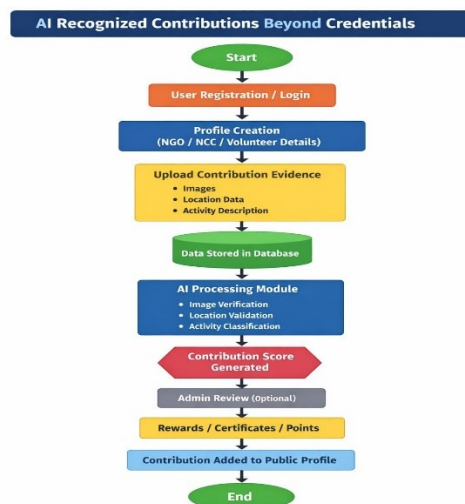 AI Recognized Contributions Beyond Credentials
Start
User Registration / Login
Profile Creation
(NGO / NCC / Volunteer Details)
Upload Contribution Evidence
• Images
• Location Data
• Activity Description
Data Stored in Database
AI Processing Module
• Image Verification
• Location Validation
• Activity Classification
Contribution Score
Generated
Admin Review (Optional)
Rewards / Certificates / Points
Contribution Added to Public Profile
End